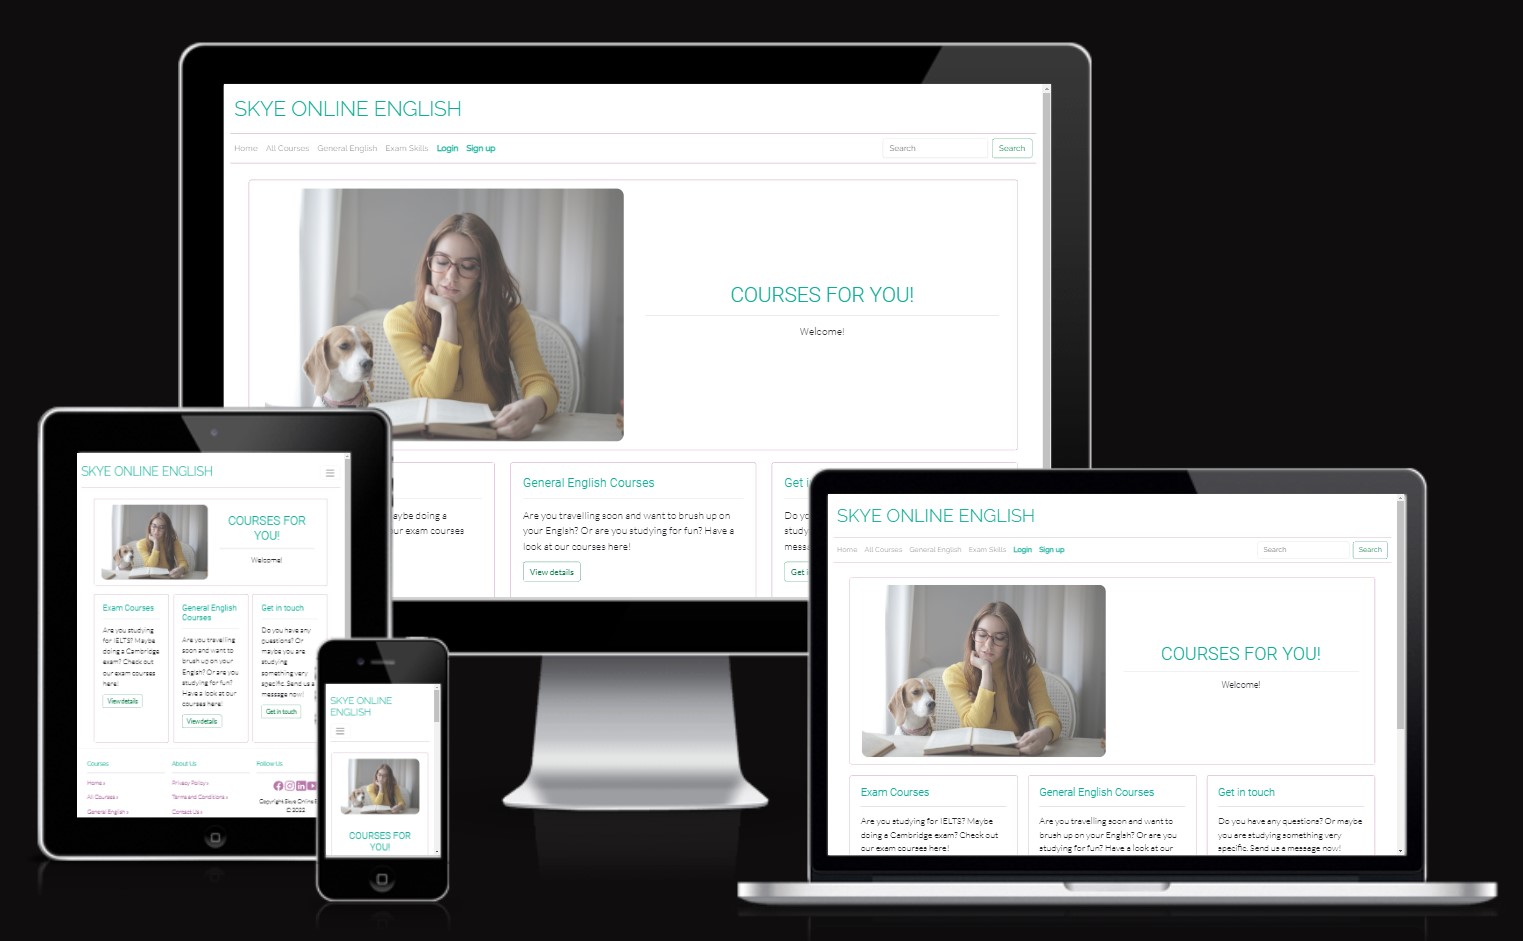 SKYE ONLINE ENGLISH
Home All Courses General English Exam Skills Login Sign up Search Search
COURSES FOR YOU!
Welcome!
aybe doing a
ur exam courses
General English Courses
Are you travelling soon and want to brush up on
your Englsh? Or are you studying for fun? Have a
look at our courses here!
View details
Get i
Do yo
study
messa
Get i
SKYE ONLINE ENGLISH
COURSES FOR
YOU!
Welcome!
Exam Courses
Are you studying
for IELTS? Maybe
doing a Cambridge
exam? Check out
our exam courses
here!
View details
General English
Courses
Are you travelling
soon and want to
brush up on your
Englsh? Or are you
studying for fun?
Have a look at our
courses here!
View details
Get in touch
Do you have any
questions? Or
maybe you are
studying
something very
specific. Send us a
message now!
Get in touch
Courses
Home »
All Courses »
General English »
About Us
Privacy Policy »
Terms and Conditions »
Contact Us »
Follow Us
Copyright Skye Online E
© 2022
SKYE ONLINE
ENGLISH
COURSES FOR
YOU!
SKYE ONLINE ENGLISH
Home All Courses General English Exam Skills Login Sign up Search Search
COURSES FOR YOU!
Welcome!
Exam Courses
Are you studying for IELTS? Maybe
doing a Cambridge exam? Check out
our exam courses here!
General English Courses
Are you travelling soon and want to
brush up on your Englsh? Or are you
studying for fun? Have a look at our
Get in touch
Do you have any questions? Or maybe
you are studying something very
specific. Send us a message now!